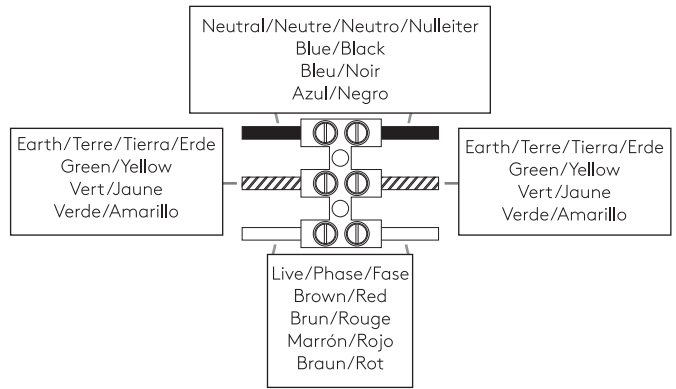 Neutral/Neutre/Neutro/Nulleiter
Blue/Black
Bleu/Noir
Azul/Negro
Earth/Terre/Tierra/Erde
Green/Yellow
Vert/Jaune
Verde/Amarillo
Earth/Terre/Tierra/Erde
Green/Yellow
Vert/Jaune
Verde/Amarillo
Live/Phase/Fase
Brown/Red
Brun/Rouge
Marrón/Rojo
Braun/Rot